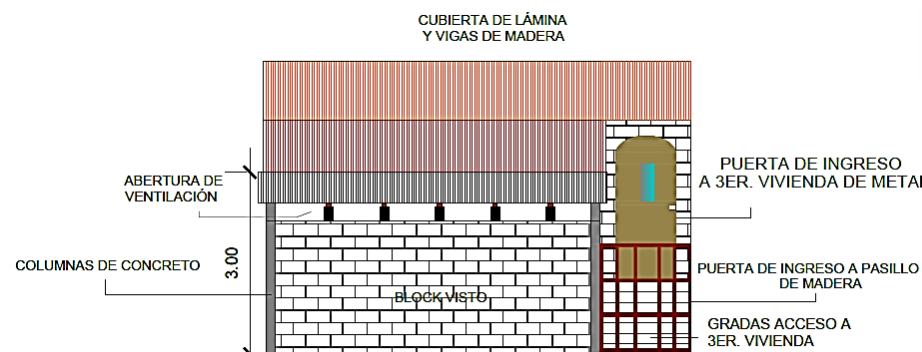 CUBIERTA DE LÁMINA
Y VIGAS DE MADERA
ABERTURA DE
VENTILACIÓN
PUERTA DE INGRESO
A 3ER. VIVIENDA DE METAL
3.00
COLUMNAS DE CONCRETO
PUERTA DE INGRESO A PASILLO
DE MADERA
BLOCK VISTO
GRADAS ACCESO A
3ER. VIVIENDA